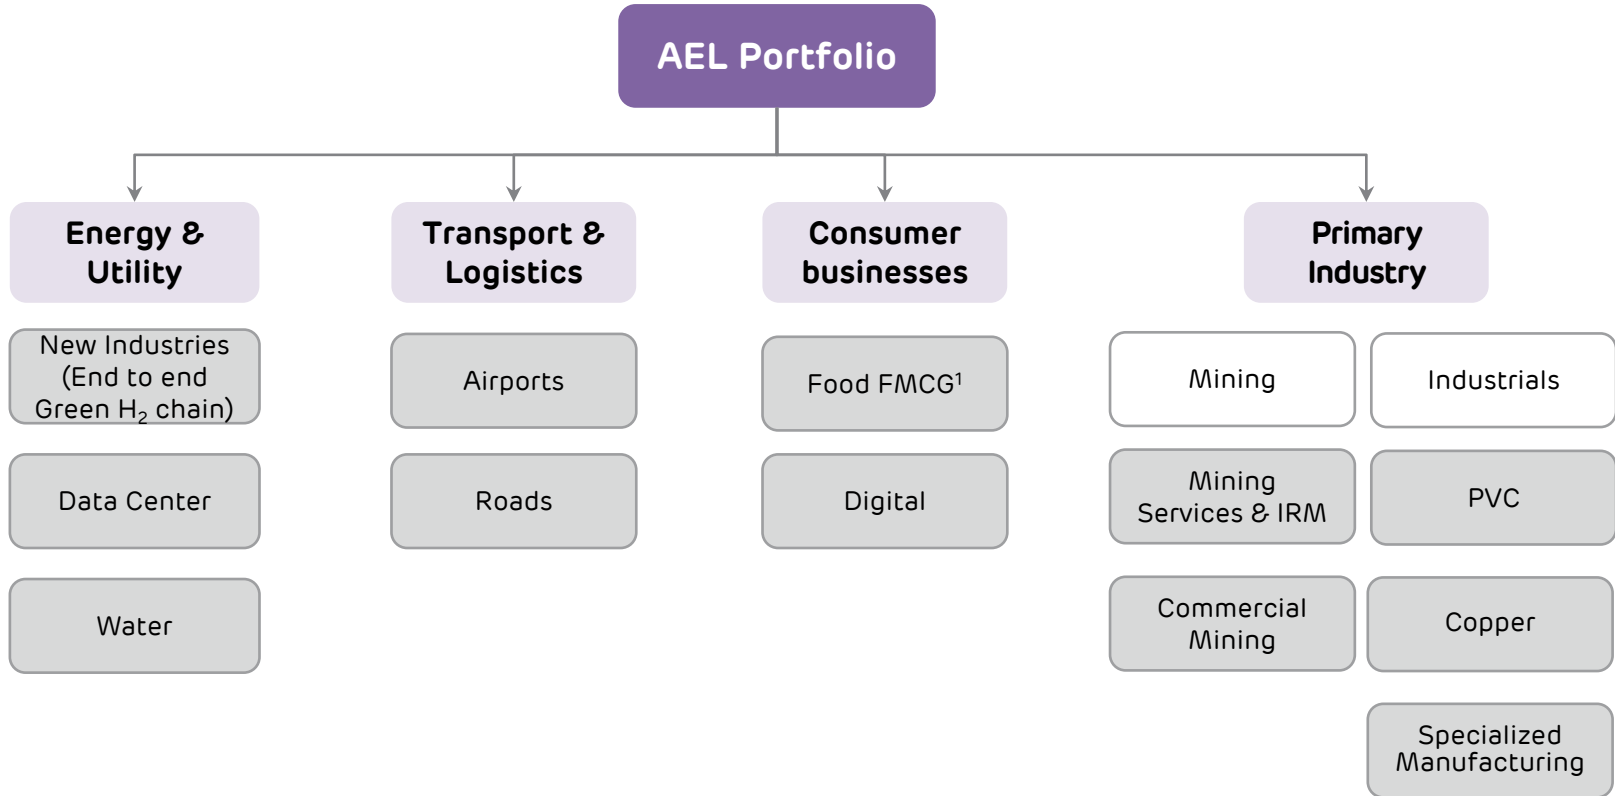 AEL Portfolio
Energy &
Utility
Transport &
Logistics
Consumer
businesses
Primary
Industry
New Industries
(End to end
Green H₂ chain)
Airports
Food FMCG¹
Mining
Industrials
Data Center
Roads
Digital
Mining
Services & IRM
PVC
Water
Commercial
Mining
Copper
Specialized
Manufacturing